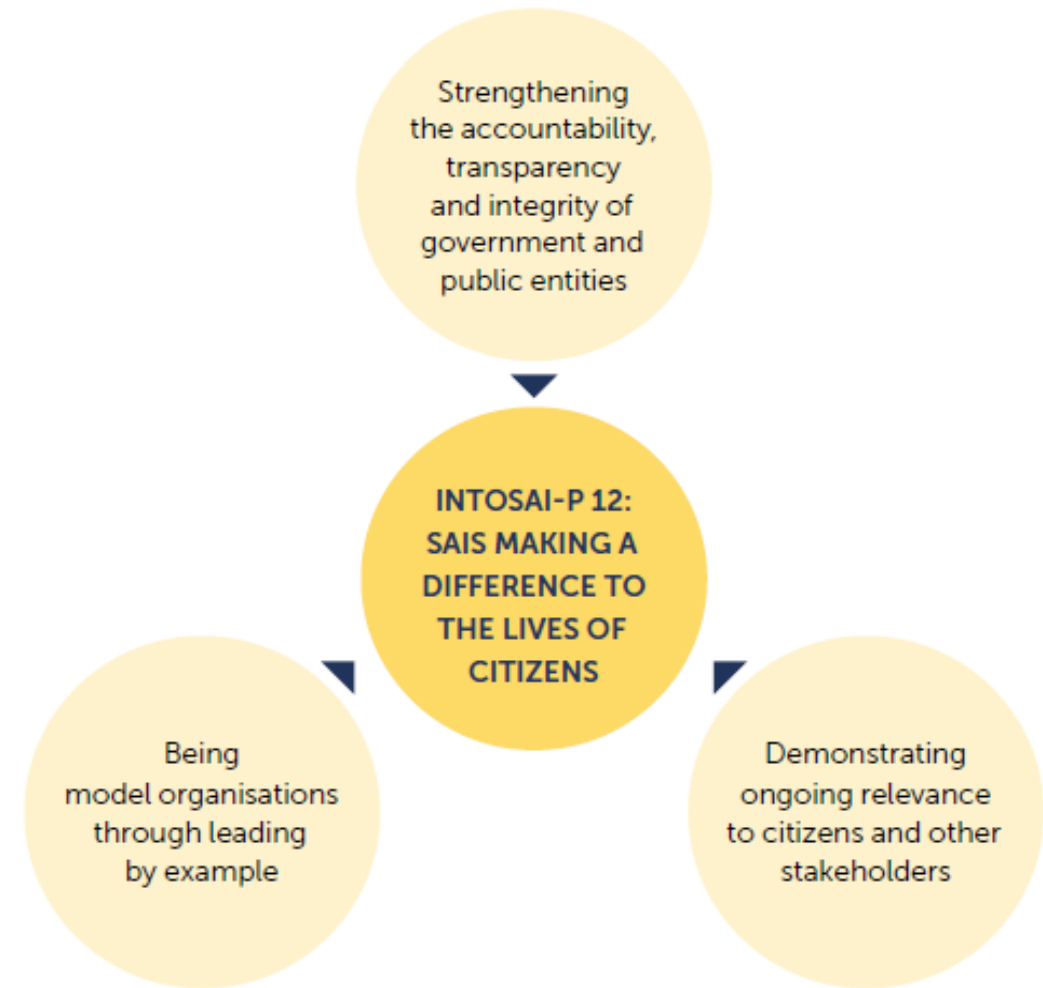 Strengthening
the accountability,
transparency
and integrity of
government and
public entities
INTOSAI-P 12:
SAIS MAKING A
DIFFERENCE TO
THE LIVES OF
CITIZENS
Being
model organisations
through leading
by example
Demonstrating
ongoing relevance
to citizens and other
stakeholders